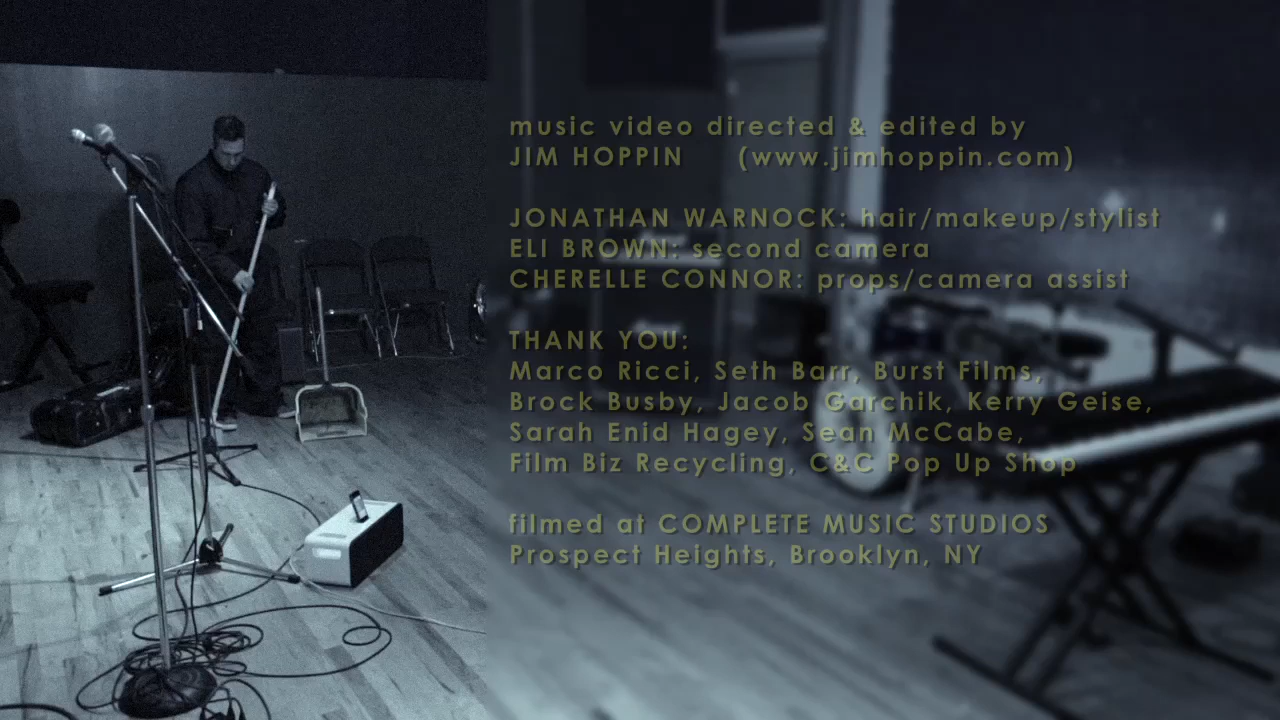 music video directed & edited by
JIM HOPPIN (www.jimhoppin.com)
JONATHAN WARNOCK: hair/makeup/stylist
ELI BROWN: second camera
CHERELLE CONNOR: props/camera assist
THANK YOU:
Marco Ricci, Seth Barr, Burst Films,
Brock Busby, Jacob Garchik, Kerry Geise,
Sarah Enid Hagey, Sean McCabe,
Film Biz Recycling, C&C Pop Up Shop
filmed at COMPLETE MUSIC STUDIOS
Prospect Heights, Brooklyn, NY